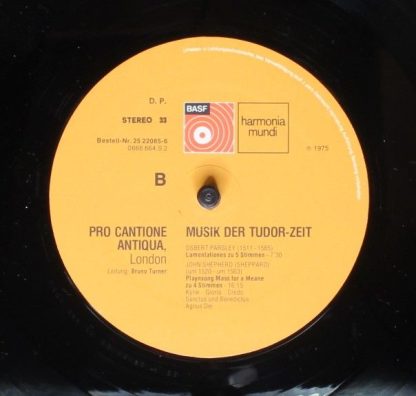 D. P.
STEREO 33
BASF
harmonia
mundi
Bestell-Nr. 25 22085-6
0666.664.9.2
℗ 1975
B
PRO CANTIONE
ANTIQUA,
London
Leitung: Bruno Turner
MUSIK DER TUDOR-ZEIT
OSBERT PARSLEY (1511 - 1585)
Lamentationes zu 5 Stimmen - 7'30
JOHN SHEPHERD (SHEPPARD)
(um 1520 - um 1563)
Playnsong Mass for a Meane
zu 4 Stimmen - 16'15
Kyrie - Gloria - Credo
Sanctus und Benedictus
Agnus Dei